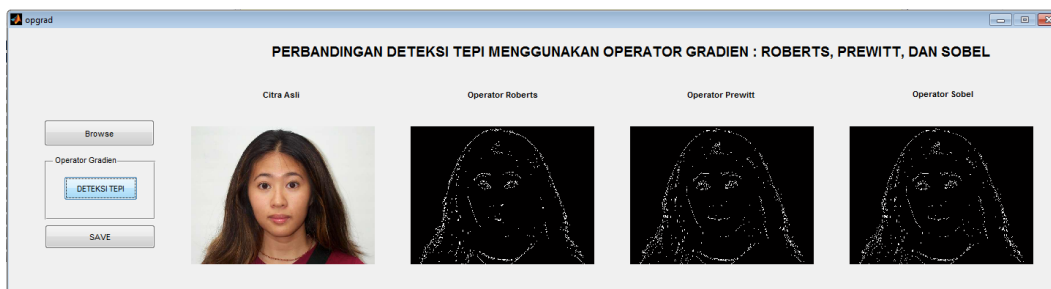 opgrad
PERBANDINGAN DETEKSI TEPI MENGGUNAKAN OPERATOR GRADIEN : ROBERTS, PREWITT, DAN SOBEL
Citra Asli
Operator Roberts
Operator Prewitt
Operator Sobel
Browse
Operator Gradien
DETEKSI TEPI
SAVE